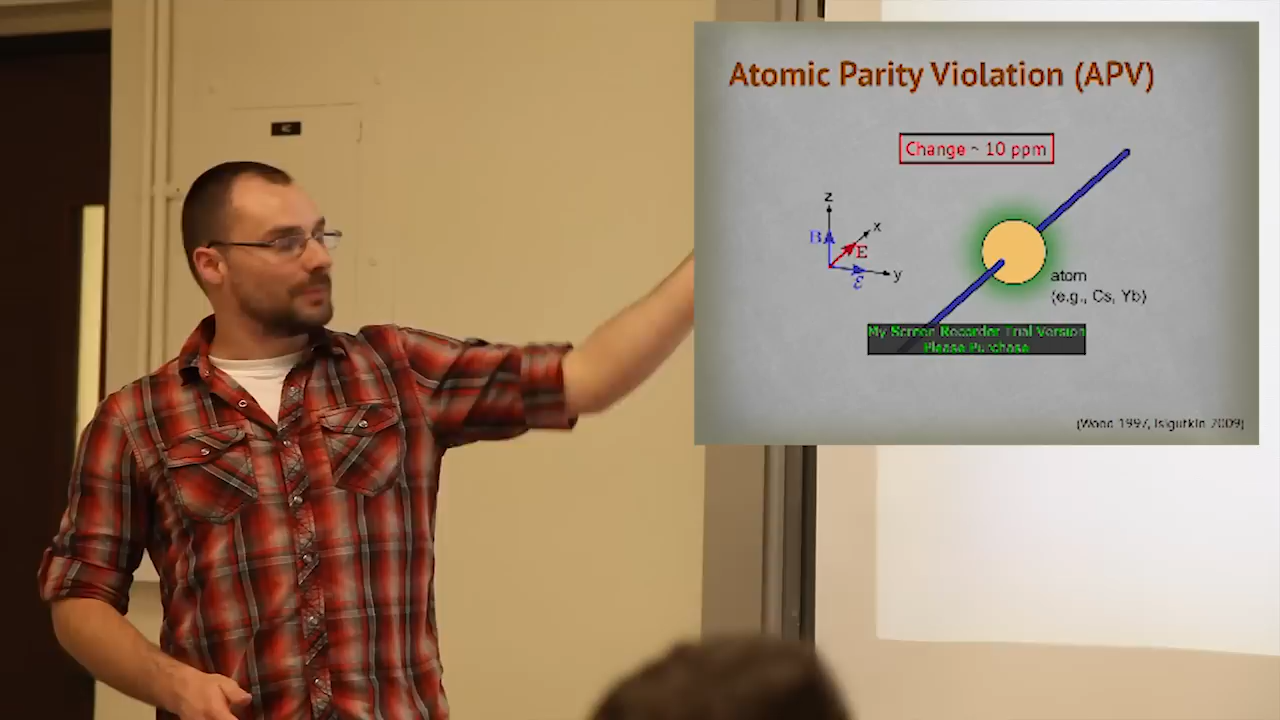 Atomic Parity Violation (APV)
Change ~ 10 ppm
z
x
B
E
y
ℰ
atom
(e.g., Cs, Yb)
My Screen Recorder Trial Version
Please Purchase
(Wood 1997, Tsigutkin 2009)